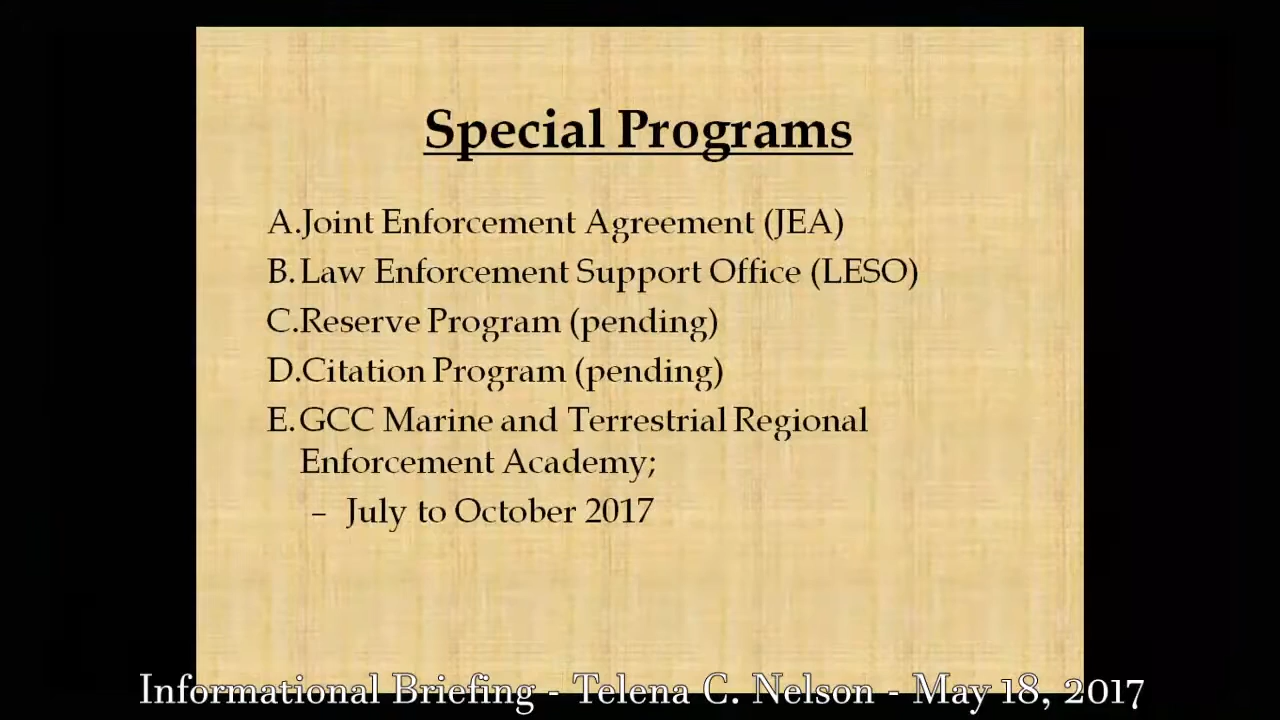 Special Programs
A.Joint Enforcement Agreement (JEA)
B.Law Enforcement Support Office (LESO)
C.Reserve Program (pending)
D.Citation Program (pending)
E.GCC Marine and Terrestrial Regional
Enforcement Academy;
– July to October 2017
Informational Briefing - Telena C. Nelson - May 18, 2017